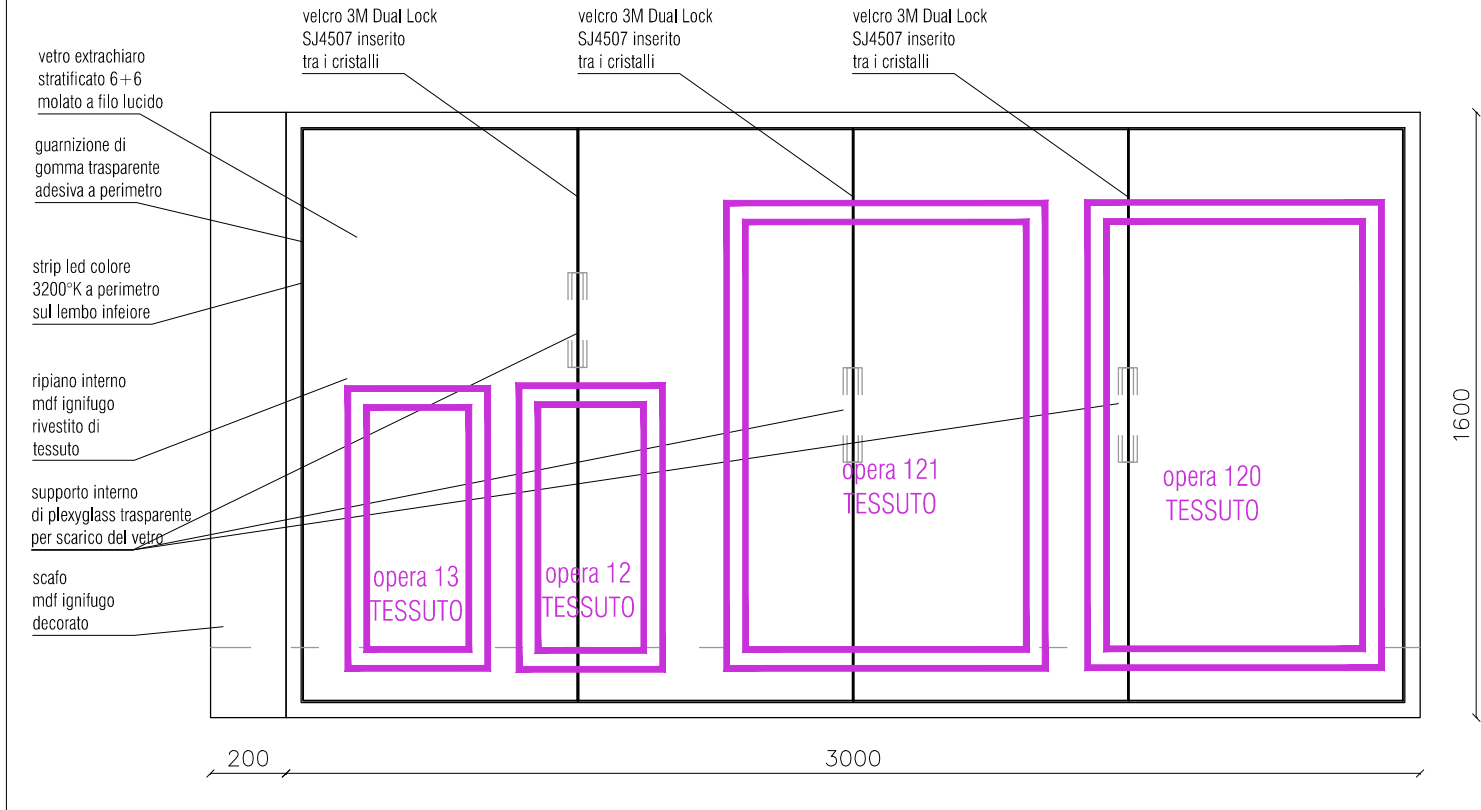 velcro 3M Dual Lock
SJ4507 inserito
tra i cristalli
velcro 3M Dual Lock
SJ4507 inserito
tra i cristalli
velcro 3M Dual Lock
SJ4507 inserito
tra i cristalli
vetro extrachiaro
stratificato 6+6
molato a filo lucido
guarnizione di
gomma trasparente
adesiva a perimetro
strip led colore
3200°K a perimetro
sul lembo infeiore
ripiano interno
mdf ignifugo
rivestito di
tessuto
supporto interno
di plexyglass trasparente
per scarico del vetro
scafo
mdf ignifugo
decorato
opera 13
TESSUTO
opera 12
TESSUTO
opera 121
TESSUTO
opera 120
TESSUTO
1600
200
3000